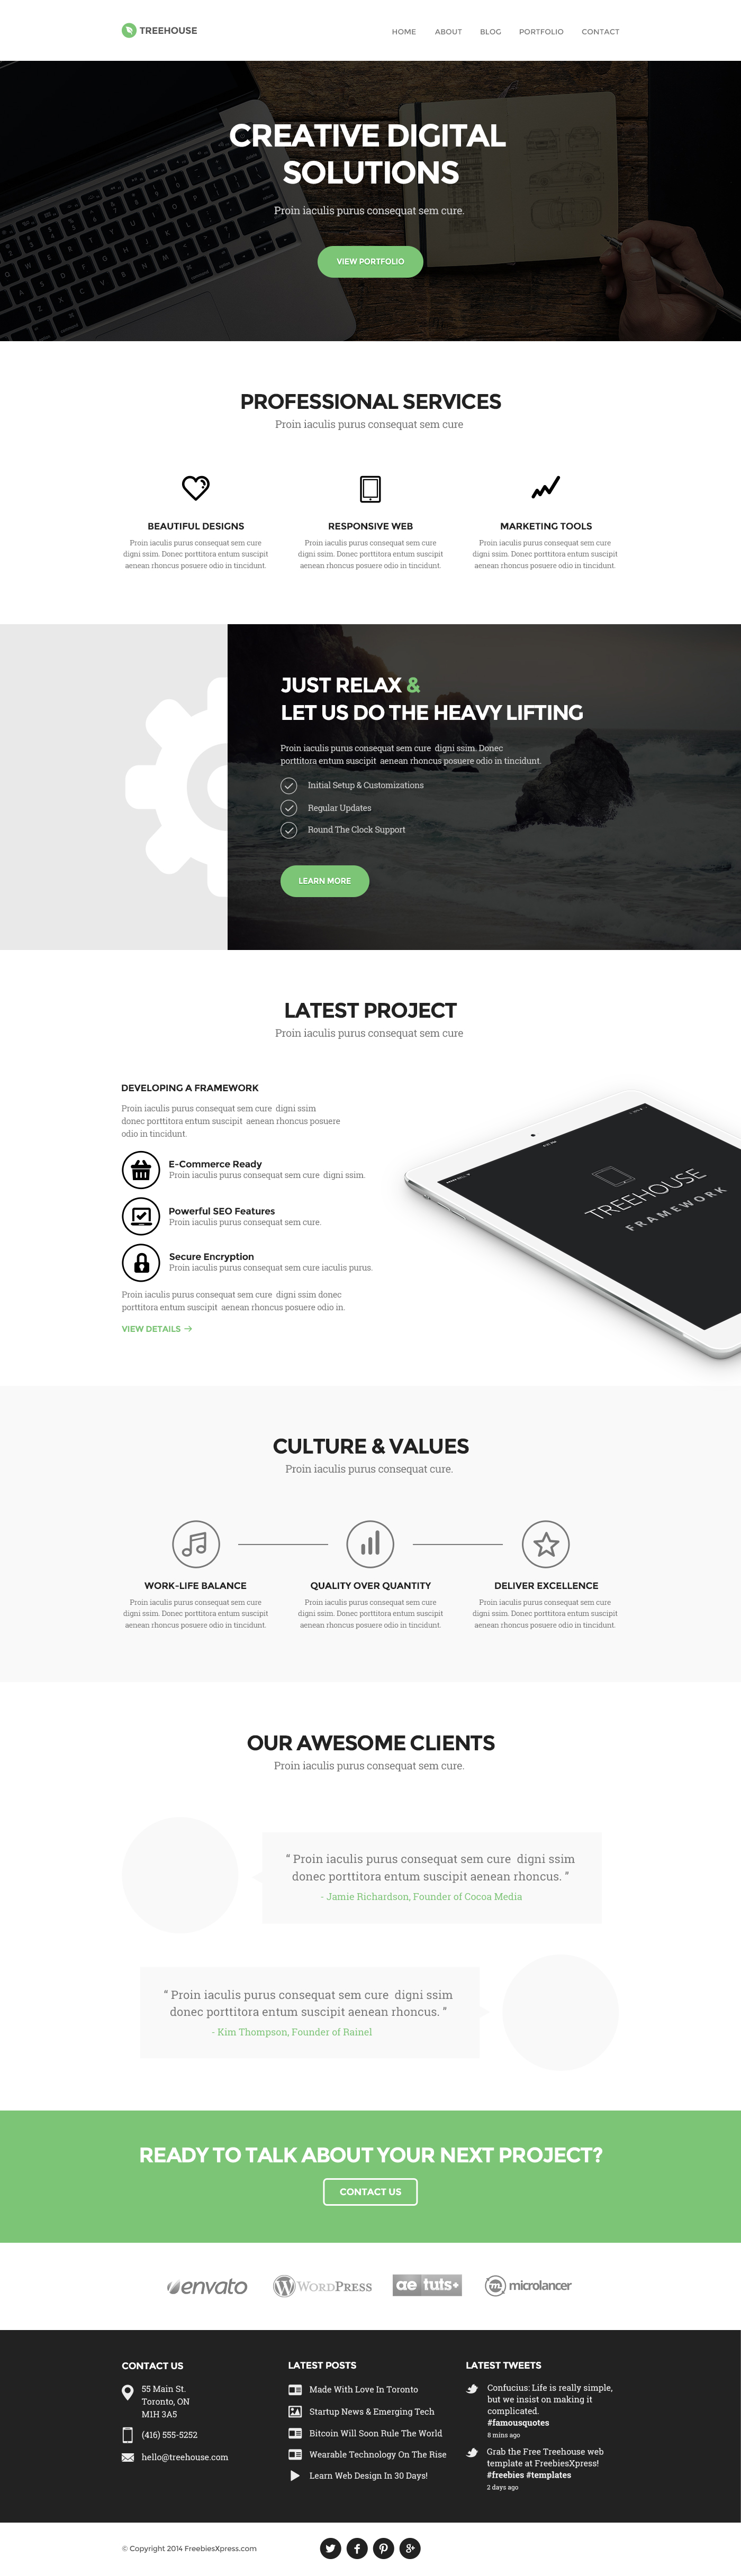 TREEHOUSE
HOME ABOUT BLOG PORTFOLIO CONTACT
CREATIVE DIGITAL
SOLUTIONS
Proin iaculis purus consequat sem cure.
VIEW PORTFOLIO
PROFESSIONAL SERVICES
Proin iaculis purus consequat sem cure
BEAUTIFUL DESIGNS
Proin iaculis purus consequat sem cure
digni ssim. Donec porttitora entum suscipit
aenean rhoncus posuere odio in tincidunt.
RESPONSIVE WEB
Proin iaculis purus consequat sem cure
digni ssim. Donec porttitora entum suscipit
aenean rhoncus posuere odio in tincidunt.
MARKETING TOOLS
Proin iaculis purus consequat sem cure
digni ssim. Donec porttitora entum suscipit
aenean rhoncus posuere odio in tincidunt.
JUST RELAX &
LET US DO THE HEAVY LIFTING
Proin iaculis purus consequat sem cure digni ssim. Donec
porttitora entum suscipit aenean rhoncus posuere odio in tincidunt.
Initial Setup & Customizations
Regular Updates
Round The Clock Support
LEARN MORE
LATEST PROJECT
Proin iaculis purus consequat sem cure
DEVELOPING A FRAMEWORK
Proin iaculis purus consequat sem cure digni ssim
donec porttitora entum suscipit aenean rhoncus posuere
odio in tincidunt.
E-Commerce Ready
Proin iaculis purus consequat sem cure digni ssim.
Powerful SEO Features
Proin iaculis purus consequat sem cure.
Secure Encryption
Proin iaculis purus consequat sem cure iaculis purus.
Proin iaculis purus consequat sem cure digni ssim donec
porttitora entum suscipit aenean rhoncus posuere odio in.
VIEW DETAILS →
TREEHOUSE
FRAMEWORK
CULTURE & VALUES
Proin iaculis purus consequat cure.
WORK-LIFE BALANCE
Proin iaculis purus consequat sem cure
digni ssim. Donec porttitora entum suscipit
aenean rhoncus posuere odio in tincidunt.
QUALITY OVER QUANTITY
Proin iaculis purus consequat sem cure
digni ssim. Donec porttitora entum suscipit
aenean rhoncus posuere odio in tincidunt.
DELIVER EXCELLENCE
Proin iaculis purus consequat sem cure
digni ssim. Donec porttitora entum suscipit
aenean rhoncus posuere odio in tincidunt.
OUR AWESOME CLIENTS
Proin iaculis purus consequat sem cure.
“ Proin iaculis purus consequat sem cure digni ssim
donec porttitora entum suscipit aenean rhoncus. ”
- Jamie Richardson, Founder of Cocoa Media
“ Proin iaculis purus consequat sem cure digni ssim
donec porttitora entum suscipit aenean rhoncus. ”
- Kim Thompson, Founder of Rainel
READY TO TALK ABOUT YOUR NEXT PROJECT?
CONTACT US
envato
WORDPRESS
ae tuts+
m microlancer
CONTACT US
55 Main St.
Toronto, ON
M1H 3A5
(416) 555-5252
hello@treehouse.com
LATEST POSTS
Made With Love In Toronto
Startup News & Emerging Tech
Bitcoin Will Soon Rule The World
Wearable Technology On The Rise
Learn Web Design In 30 Days!
LATEST TWEETS
Confucius: Life is really simple,
but we insist on making it
complicated.
#famousquotes
8 mins ago
Grab the Free Treehouse web
template at FreebiesXpress!
#freebies #templates
2 days ago
© Copyright 2014 FreebiesXpress.com